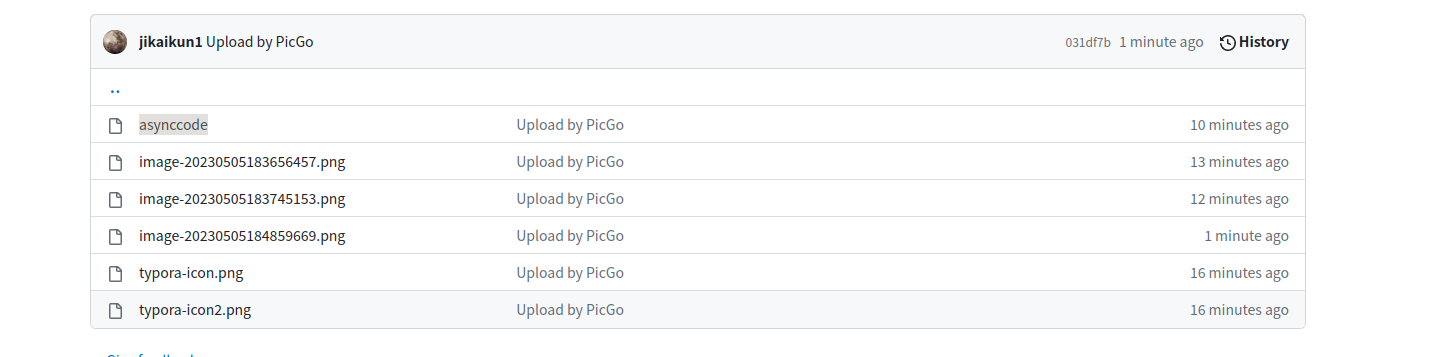 jikaikun1 Upload by PicGo 031df7b 1 minute ago History
..
asynccode Upload by PicGo 10 minutes ago
image-20230505183656457.png Upload by PicGo 13 minutes ago
image-20230505183745153.png Upload by PicGo 12 minutes ago
image-20230505184859669.png Upload by PicGo 1 minute ago
typora-icon.png Upload by PicGo 16 minutes ago
typora-icon2.png Upload by PicGo 16 minutes ago